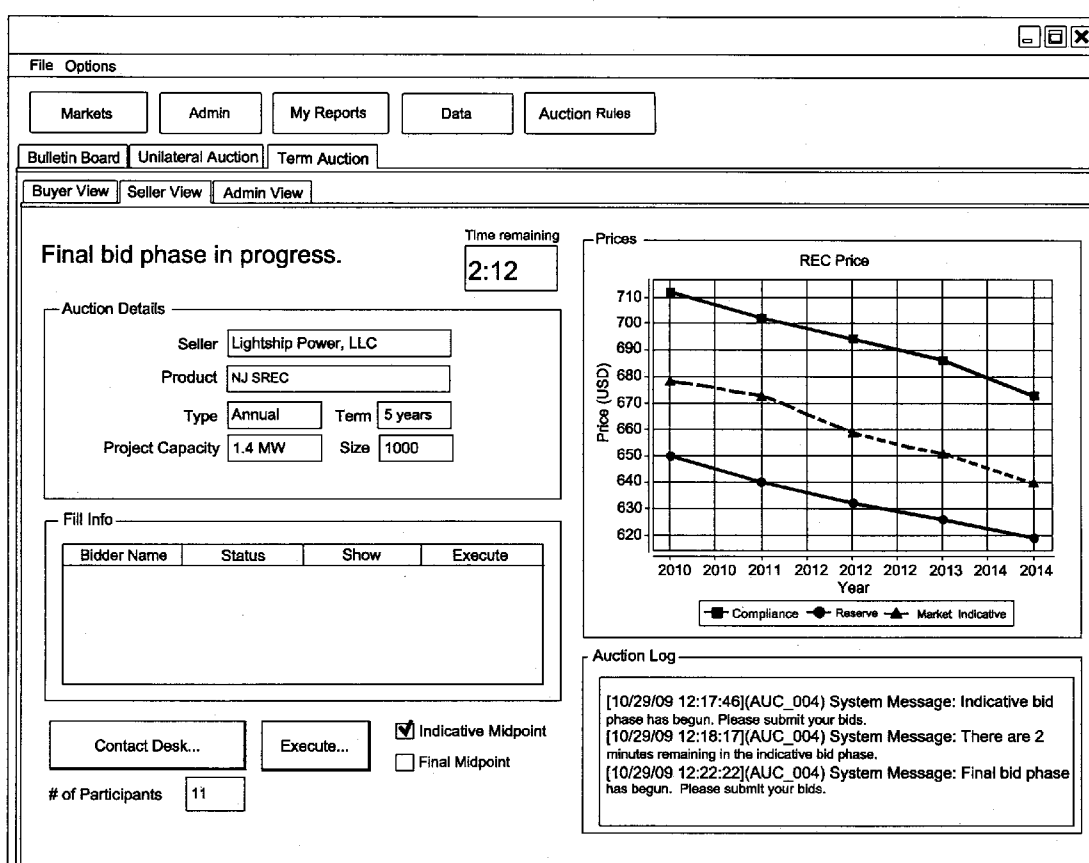 File Options
Markets Admin My Reports Data Auction Rules
Bulletin Board Unilateral Auction Term Auction
Buyer View Seller View Admin View
Final bid phase in progress.
Time remaining
2:12
Auction Details
Seller Lightship Power, LLC
Product NJ SREC
Type Annual Term 5 years
Project Capacity 1.4 MW Size 1000
Fill Info
Bidder Name Status Show Execute
Contact Desk... Execute...
Indicative Midpoint
Final Midpoint
# of Participants 11
Prices
REC Price
Price (USD)
710
700
690
680
670
660
650
640
630
620
2010 2010 2011 2012 2012 2012 2013 2014 2014
Year
Compliance Reserve Market Indicative
Auction Log
[10/29/09 12:17:46](AUC_004) System Message: Indicative bid
phase has begun. Please submit your bids.
[10/29/09 12:18:17](AUC_004) System Message: There are 2
minutes remaining in the indicative bid phase.
[10/29/09 12:22:22](AUC_004) System Message: Final bid phase
has begun. Please submit your bids.